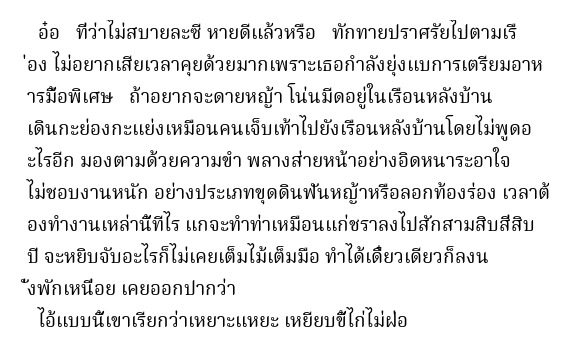 อ๋อ ที่ว่าไม่สบายละซี หายดีแล้วหรือ ทักทายปราศรัยไปตามเรื
่อง ไม่อยากเสียเวลาคุยด้วยมากเพราะเธอกำลังยุ่งแบการเตรียมอาห
ารมื้อพิเศษ ถ้าอยากจะดายหญ้า โน่นมีดอยู่ในเรือนหลังบ้าน
เดินกะย่องกะแย่งเหมือนคนเจ็บเท้าไปยังเรือนหลังบ้านโดยไม่พูดอ
ะไรอีก มองตามด้วยความขำ พลางส่ายหน้าอย่างอิดหนาระอาใจ
ไม่ชอบงานหนัก อย่างประเภทขุดดินฟันหญ้าหรือลอกท้องร่อง เวลาต้
องทำงานเหล่านี้ทีไร แกจะทำท่าเหมือนแก่ชราลงไปสักสามสิบสี่สิบ
ปี จะหยิบจับอะไรก็ไม่เคยเต็มไม้เต็มมือ ทำได้เดี๋ยวเดียวก็ลงน
ั่งพักเหนื่อย เคยออกปากว่า
ไอ้แบบนี้เขาเรียกว่าเหยาะแหยะ เหยียบขี้ไก่ไม่ฝ่อ